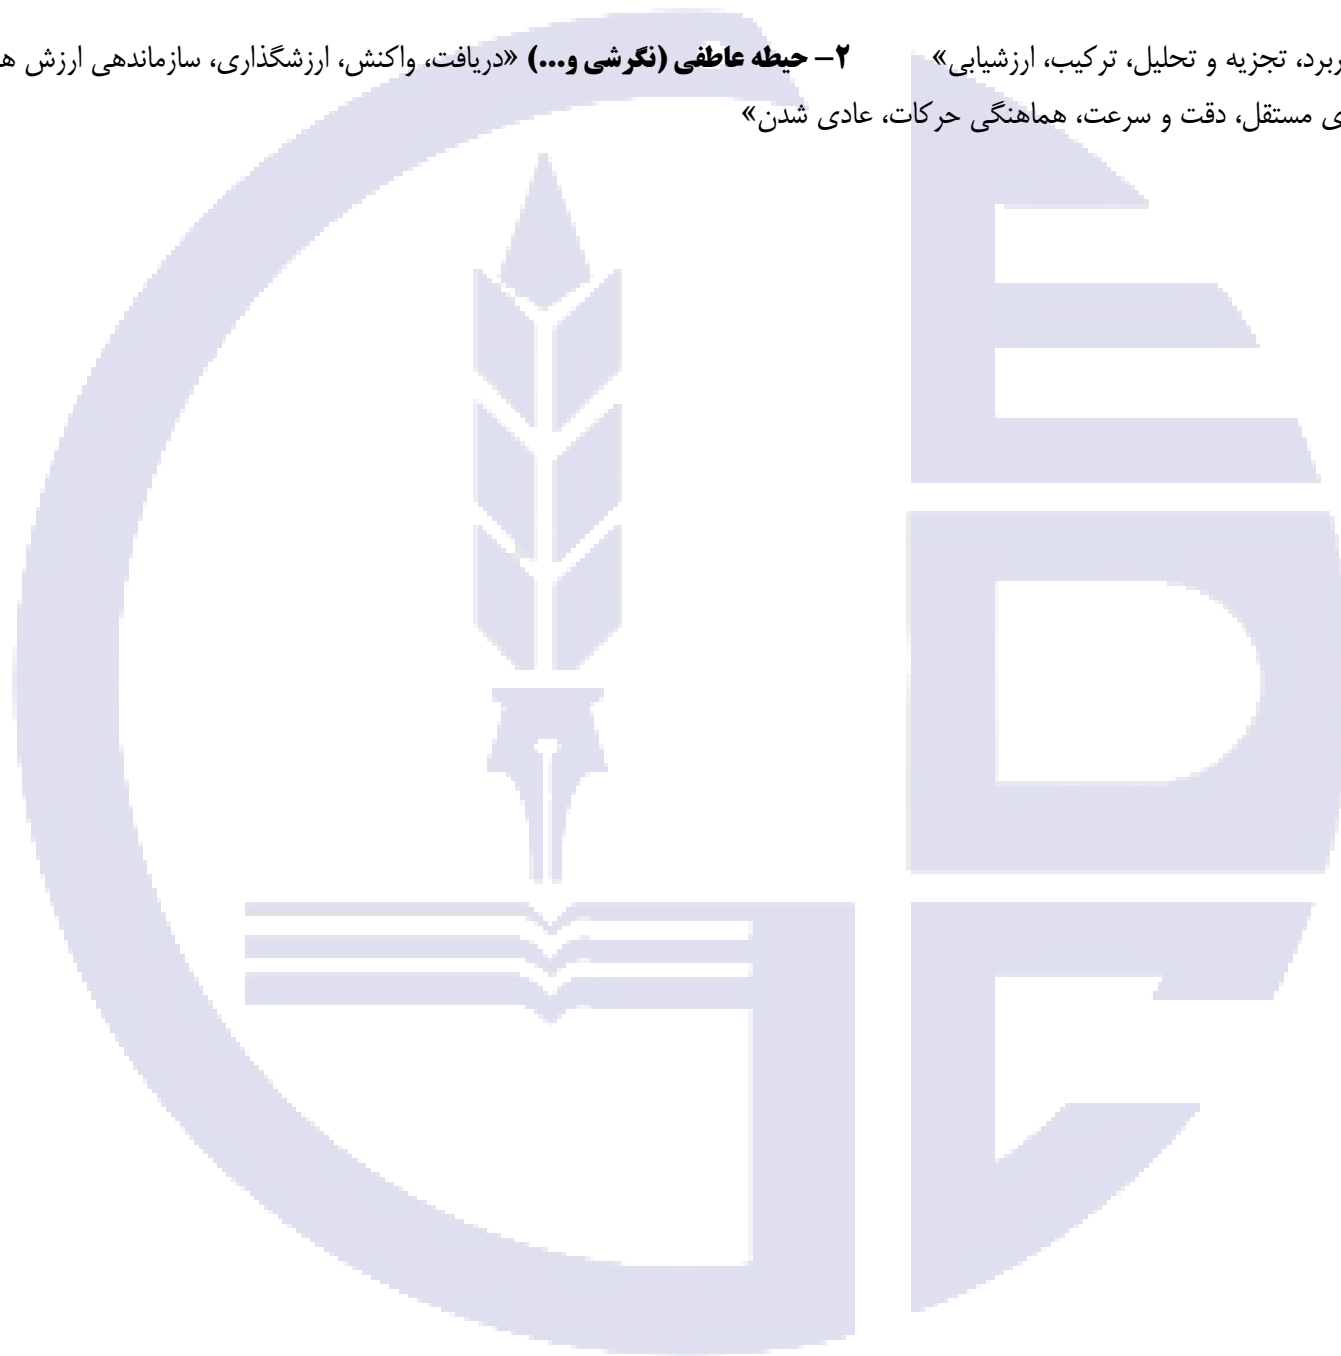 ربرد، تجزیه و تحلیل، ترکیب، ارزشیابی» ۲- حیطه عاطفی (نگرشی و...) «دریافت، واکنش، ارزشگذاری، سازماندهی ارزش ه
ی مستقل، دقت و سرعت، هماهنگی حرکات، عادی شدن»
EDC